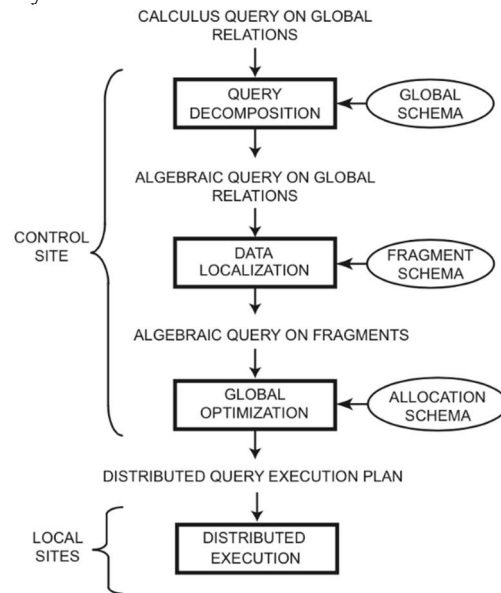 CALCULUS QUERY ON GLOBAL
RELATIONS
QUERY
DECOMPOSITION
GLOBAL
SCHEMA
ALGEBRAIC QUERY ON GLOBAL
RELATIONS
CONTROL
SITE
DATA
LOCALIZATION
FRAGMENT
SCHEMA
ALGEBRAIC QUERY ON FRAGMENTS
GLOBAL
OPTIMIZATION
ALLOCATION
SCHEMA
DISTRIBUTED QUERY EXECUTION PLAN
LOCAL
SITES
DISTRIBUTED
EXECUTION